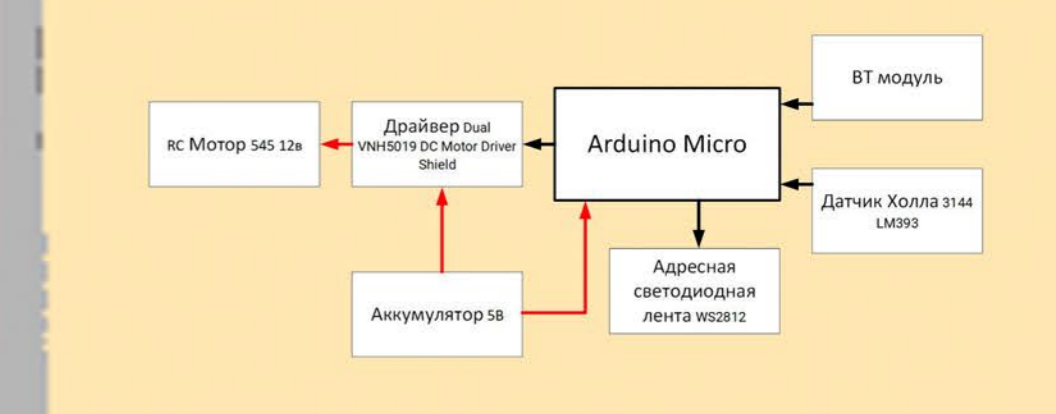 ВТ модуль
Драйвер Dual
VNH5019 DC Motor Driver
Shield
RC Мотор 545 12в
Arduino Micro
Датчик Холла 3144
LM393
Адресная
светодиодная
лента WS2812
Аккумулятор 5В